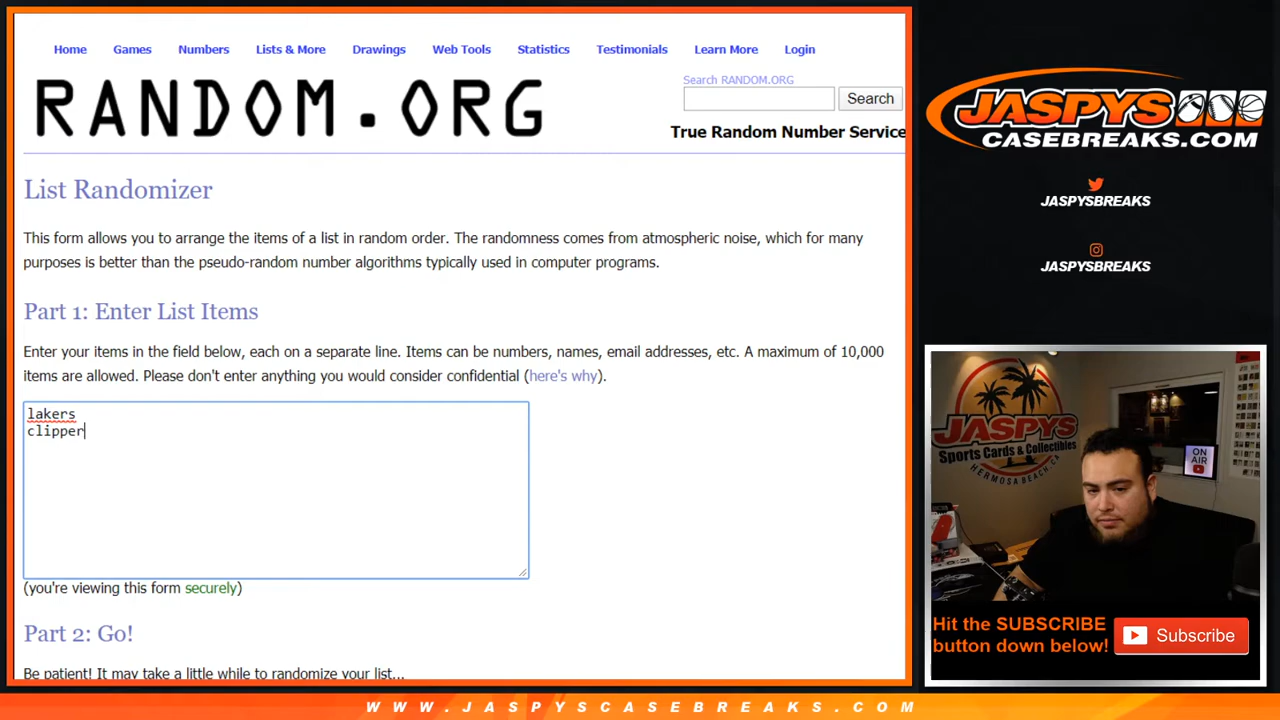 Home Games Numbers Lists & More Drawings Web Tools Statistics Testimonials Learn More Login
RANDOM.ORG
Search RANDOM.ORG
Search
True Random Number Service
List Randomizer
This form allows you to arrange the items of a list in random order. The randomness comes from atmospheric noise, which for many
purposes is better than the pseudo-random number algorithms typically used in computer programs.
Part 1: Enter List Items
Enter your items in the field below, each on a separate line. Items can be numbers, names, email addresses, etc. A maximum of 10,000
items are allowed. Please don't enter anything you would consider confidential (here's why).
lakers
clipper
(you're viewing this form securely)
Part 2: Go!
Be patient! It may take a little while to randomize your list...
JASPYS
CASEBREAKS.COM
JASPYSBREAKS
JASPYSBREAKS
JASPYS
Sports Cards & Collectibles
HERMOSA BEACH, CA
ON
AIR
Hit the SUBSCRIBE
button down below!
Subscribe
WWW.JASPYSCASEBREAKS.COM